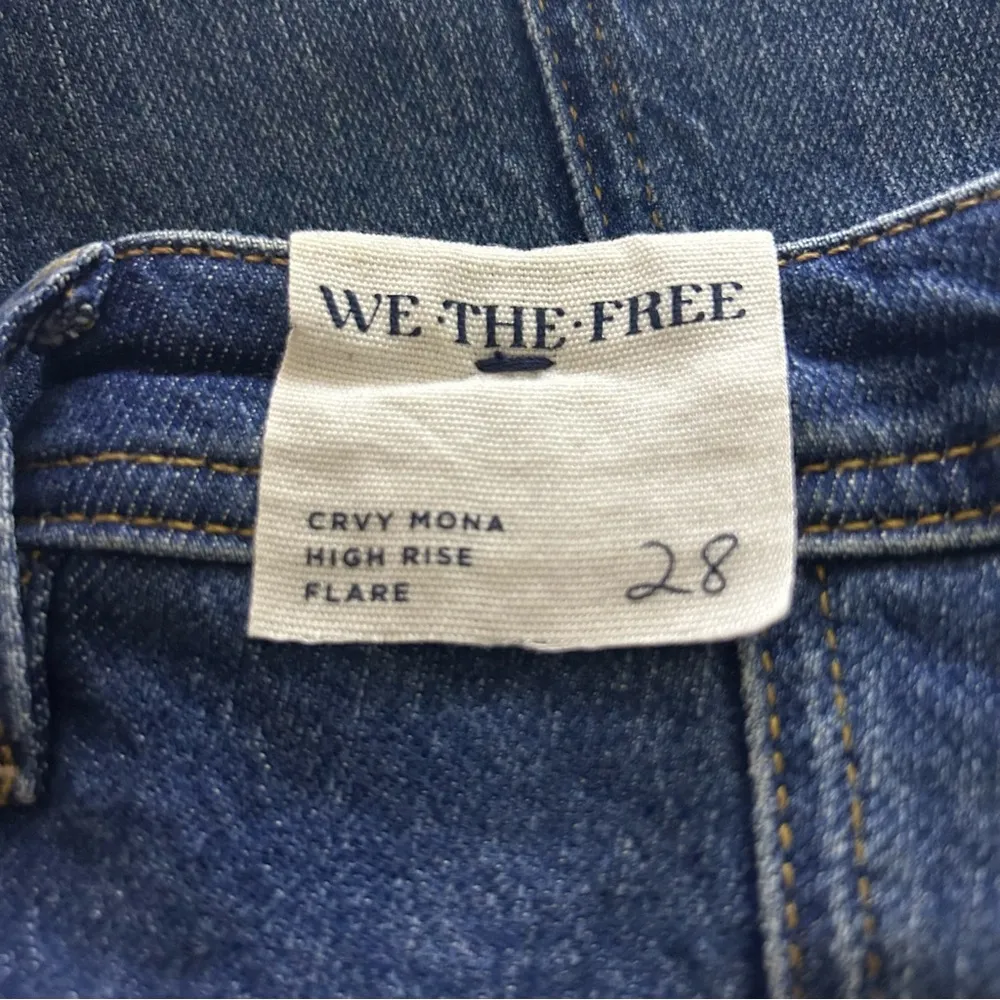 WE·THE·FREE
CRVY MONA
HIGH RISE
FLARE 28